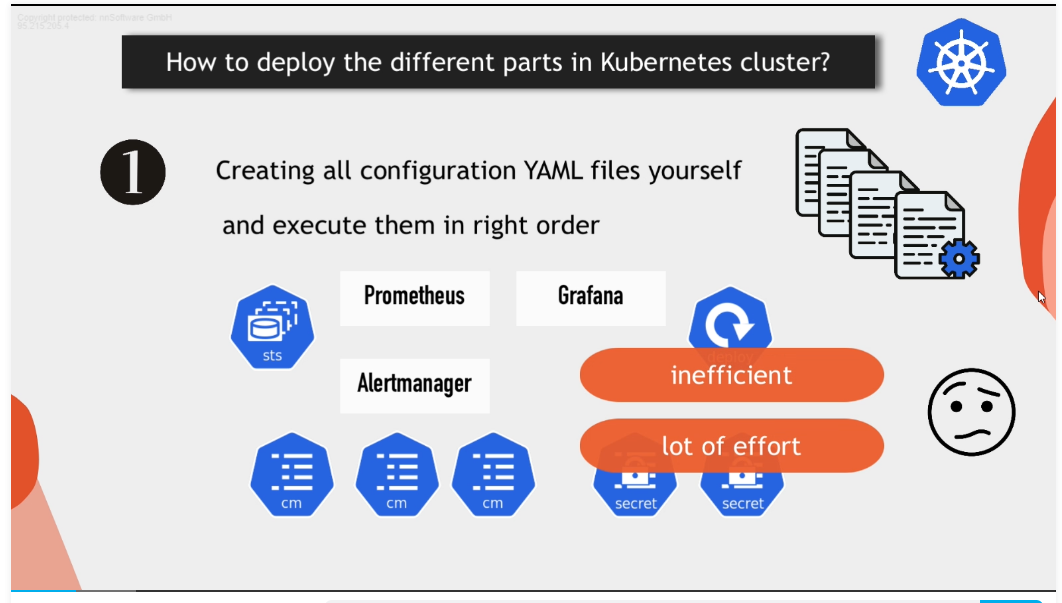 Copyright protected: nxtSoftware GmbH
How to deploy the different parts in Kubernetes cluster?
1
Creating all configuration YAML files yourself
and execute them in right order
Prometheus
Grafana
sts
deploy
inefficient
Alertmanager
lot of effort
cm
cm
cm
secret
secret